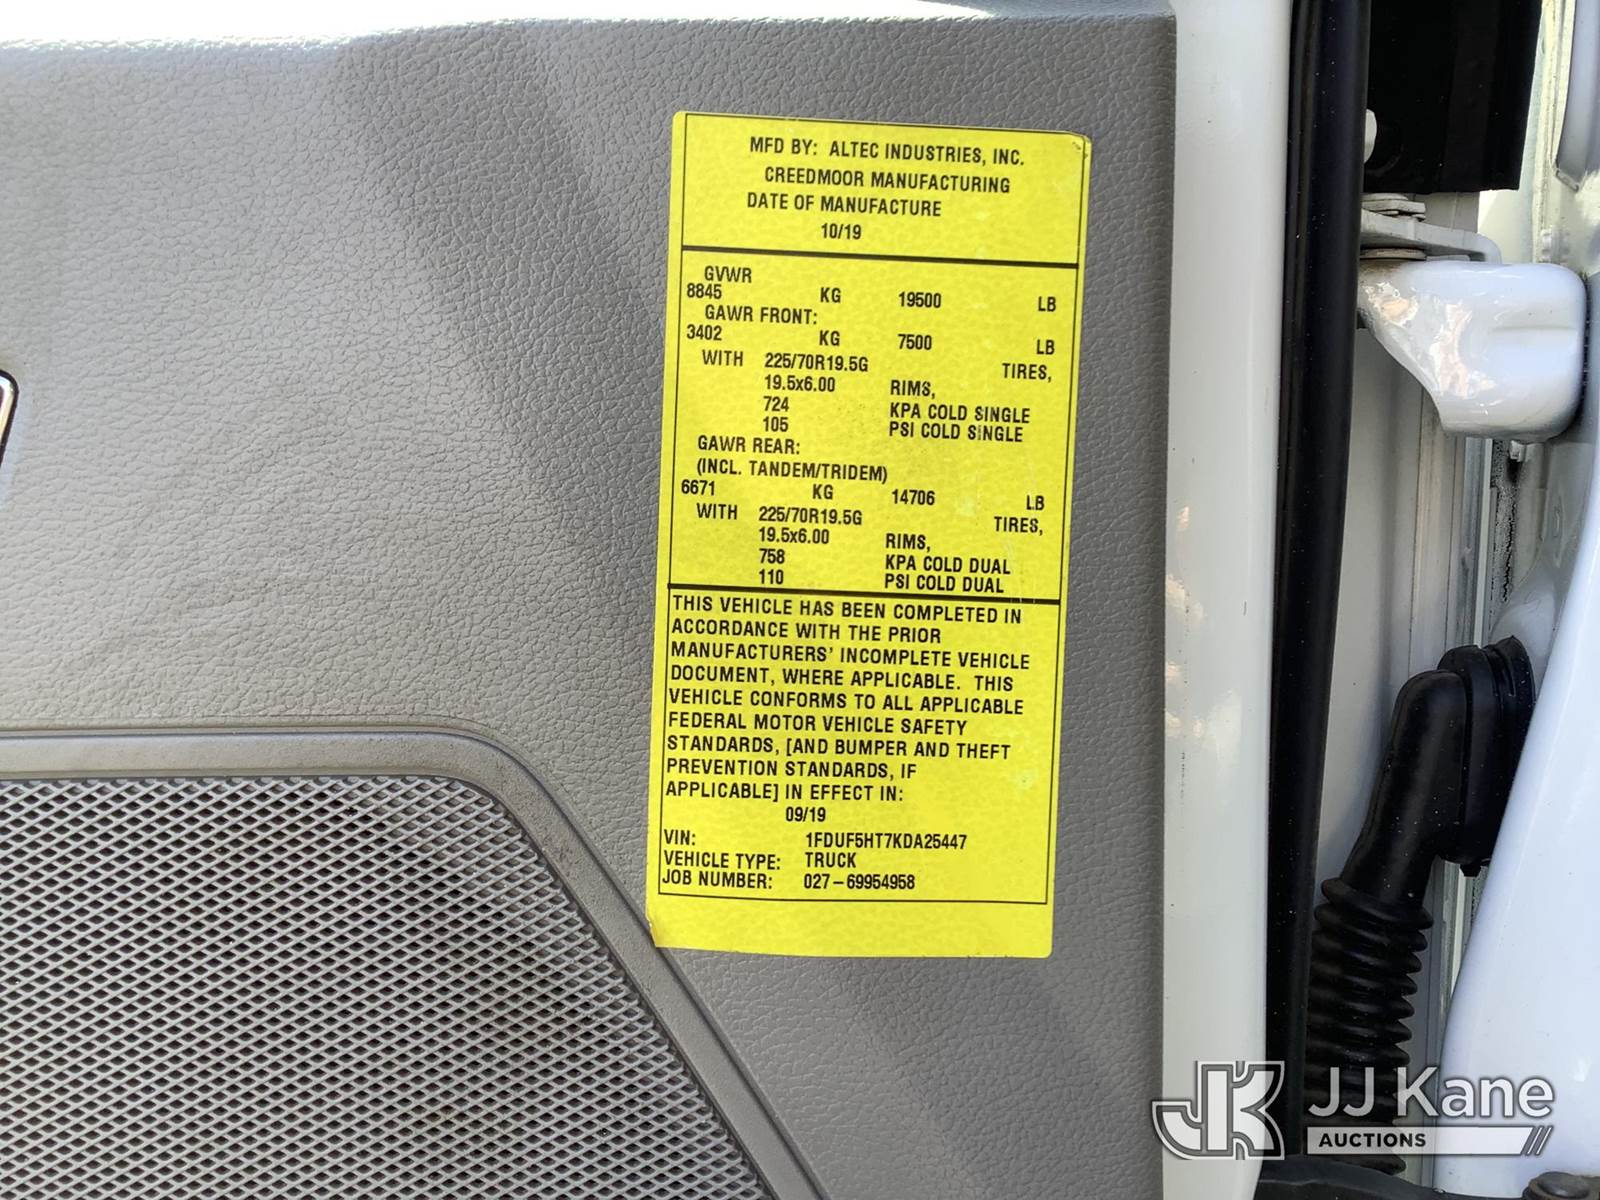 MFD BY: ALTEC INDUSTRIES, INC.
CREEDMOOR MANUFACTURING
DATE OF MANUFACTURE
10/19
GVWR
8845 KG 19500 LB
GAWR FRONT:
3402 KG 7500 LB
WITH 225/70R19.5G TIRES,
19.5x6.00 RIMS,
724 KPA COLD SINGLE
105 PSI COLD SINGLE
GAWR REAR:
(INCL. TANDEM/TRIDEM)
6671 KG 14706 LB
WITH 225/70R19.5G TIRES,
19.5x6.00 RIMS,
758 KPA COLD DUAL
110 PSI COLD DUAL
THIS VEHICLE HAS BEEN COMPLETED IN
ACCORDANCE WITH THE PRIOR
MANUFACTURERS' INCOMPLETE VEHICLE
DOCUMENT, WHERE APPLICABLE. THIS
VEHICLE CONFORMS TO ALL APPLICABLE
FEDERAL MOTOR VEHICLE SAFETY
STANDARDS, [AND BUMPER AND THEFT
PREVENTION STANDARDS, IF
APPLICABLE] IN EFFECT IN:
09/19
VIN: 1FDUF5HT7KDA25447
VEHICLE TYPE: TRUCK
JOB NUMBER: 027-69954958
JK JJ Kane
AUCTIONS